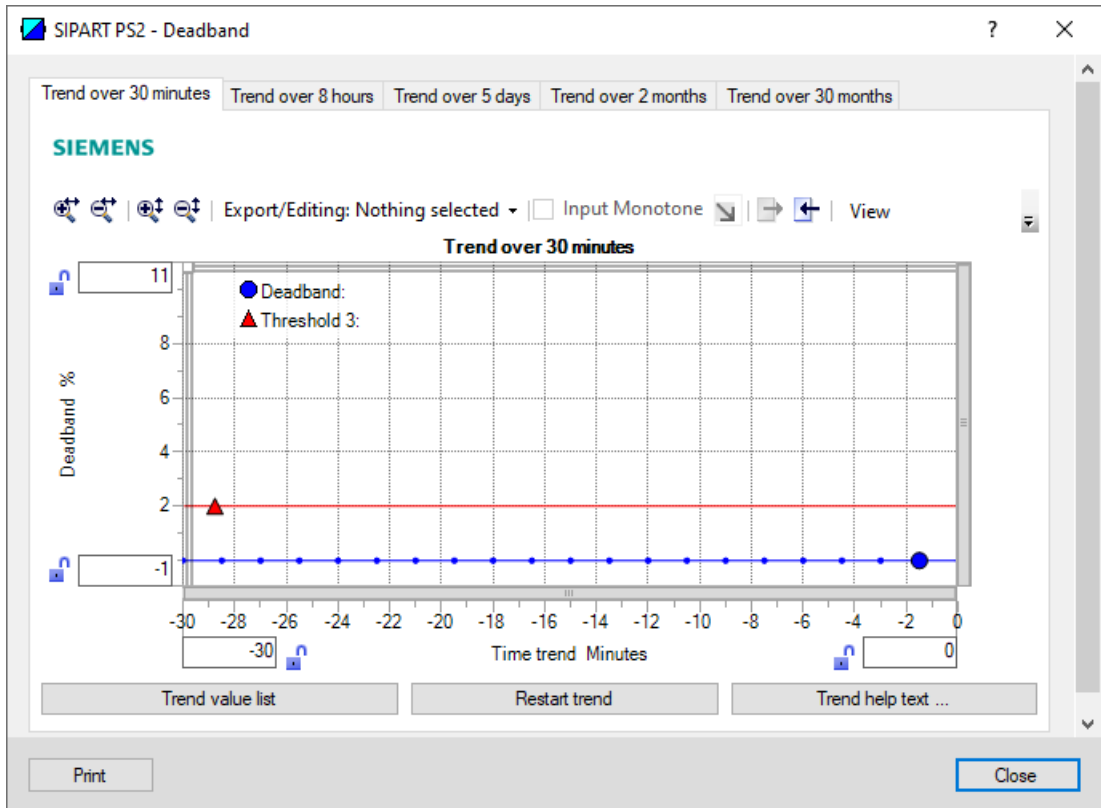 SIPART PS2 - Deadband
?
Trend over 30 minutes Trend over 8 hours Trend over 5 days Trend over 2 months Trend over 30 months
SIEMENS
Export/Editing: Nothing selected Input Monotone View
Trend over 30 minutes
11
Deadband:
Threshold 3:
8
6
4
2
-1
Deadband %
-30 -28 -26 -24 -22 -20 -18 -16 -14 -12 -10 -8 -6 -4 -2 0
-30 Time trend Minutes 0
Trend value list Restart trend Trend help text ...
Print Close